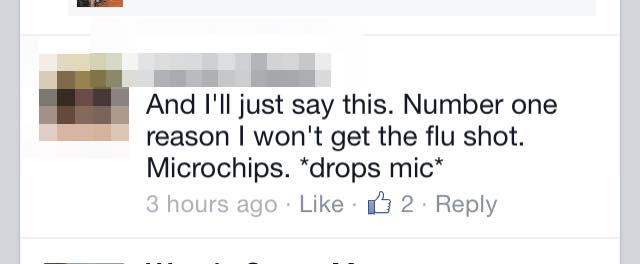 And I'll just say this. Number one
reason I won't get the flu shot.
Microchips. *drops mic*
3 hours ago · Like · 2 · Reply